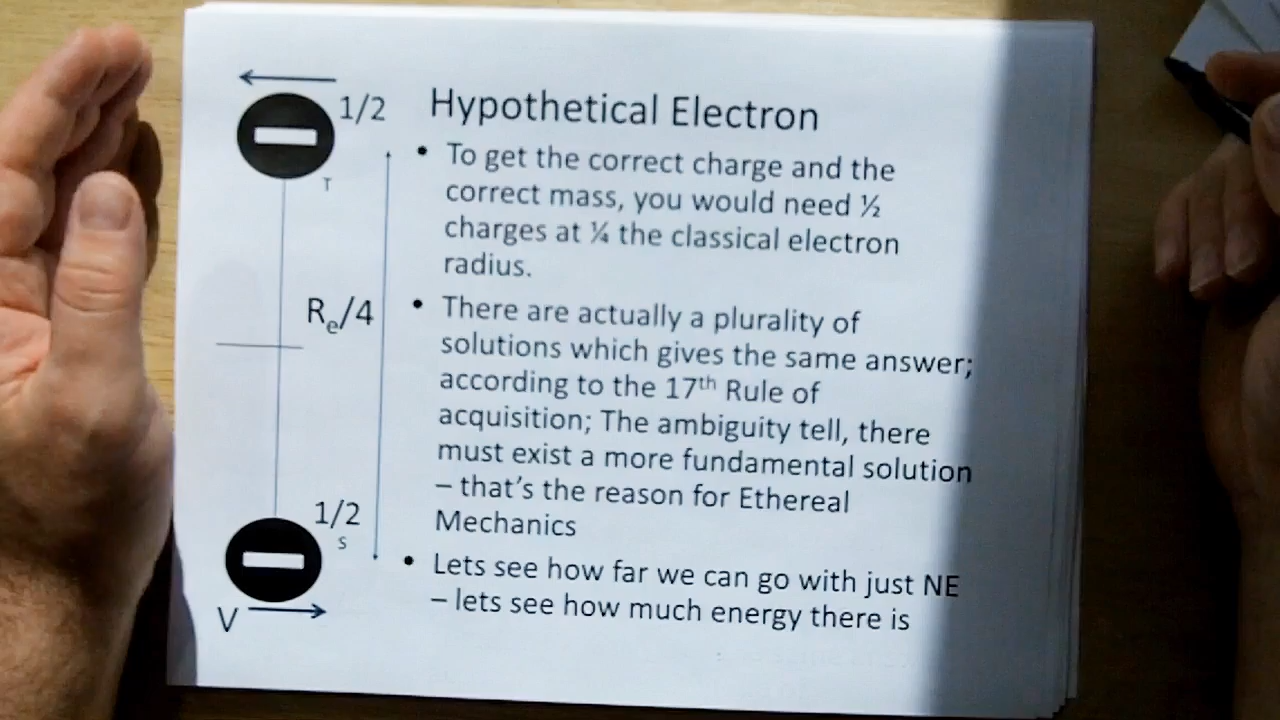 Hypothetical Electron
• To get the correct charge and the
correct mass, you would need ½
charges at ¼ the classical electron
radius.
• There are actually a plurality of
solutions which gives the same answer;
according to the 17th Rule of
acquisition; The ambiguity tell, there
must exist a more fundamental solution
– that's the reason for Ethereal
Mechanics
• Lets see how far we can go with just NE
– lets see how much energy there is
1/2
T
Re/4
1/2
S
V